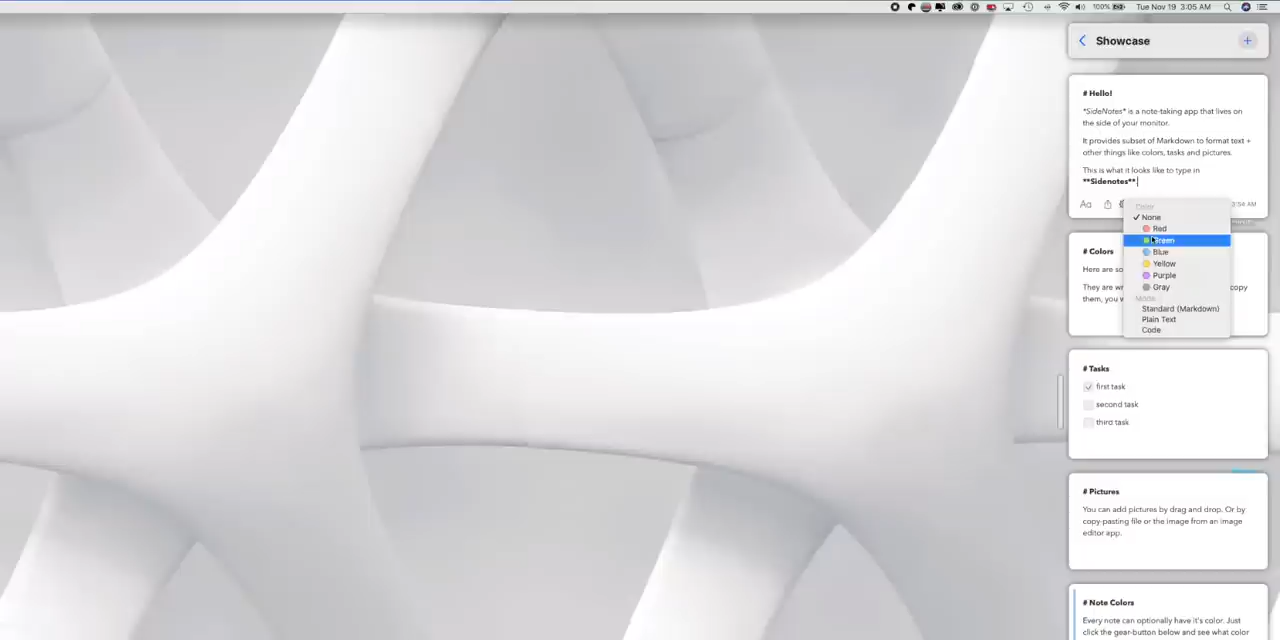 100%
Tue Nov 19 3:05 AM
Showcase
# Hello!
*SideNotes* is a note-taking app that lives on
the side of your monitor.
It provides subset of Markdown to format text +
other things like colors, tasks and pictures.
This is what it looks like to type in
**Sidenotes**
Aa
:54 AM
Color
None
Red
Green
Blue
Yellow
Purple
Gray
Mode
Standard (Markdown)
Plain Text
Code
# Colors
Here are
They are
copy
them, you
# Tasks
first task
second task
third task
# Pictures
You can add pictures by drag and drop. Or by
copy-pasting file or the image from an image
editor app.
# Note Colors
Every note can optionally have it's color. Just
click the gear-button below and see what color